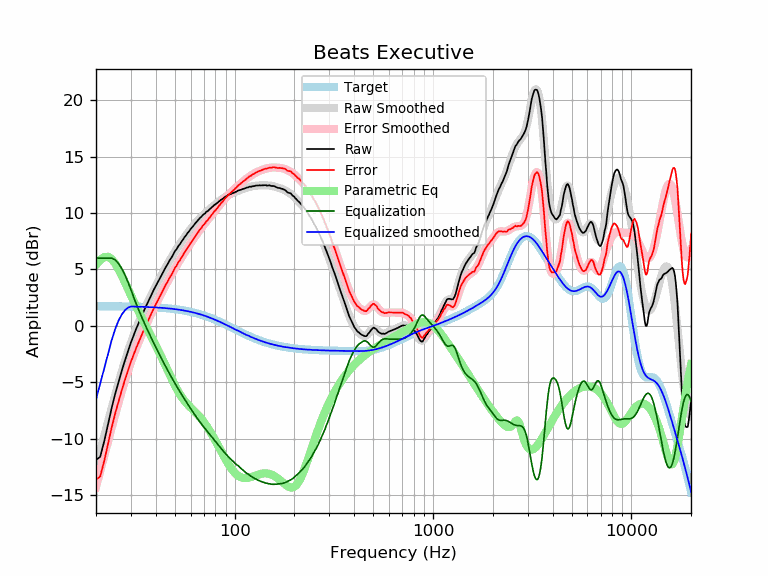 Beats Executive
Target
Raw Smoothed
Error Smoothed
Raw
Error
Parametric Eq
Equalization
Equalized smoothed
20
15
10
5
0
−5
−10
−15
Amplitude (dBr)
100
1000
10000
Frequency (Hz)